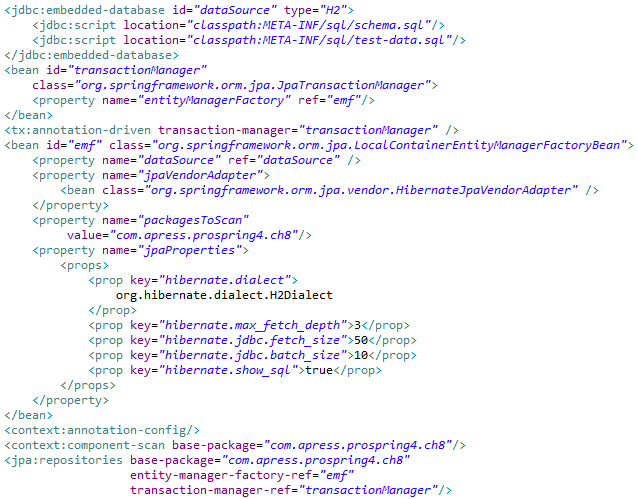 <jdbc:embedded-database id="dataSource" type="H2">
    <jdbc:script location="classpath:META-INF/sql/schema.sql"/>
    <jdbc:script location="classpath:META-INF/sql/test-data.sql"/>
</jdbc:embedded-database>
<bean id="transactionManager"
    class="org.springframework.orm.jpa.JpaTransactionManager">
    <property name="entityManagerFactory" ref="emf"/>
</bean>
<tx:annotation-driven transaction-manager="transactionManager" />
<bean id="emf" class="org.springframework.orm.jpa.LocalContainerEntityManagerFactoryBean">
    <property name="dataSource" ref="dataSource" />
    <property name="jpaVendorAdapter">
        <bean class="org.springframework.orm.jpa.vendor.HibernateJpaVendorAdapter" />
    </property>
    <property name="packagesToScan"
         value="com.apress.prospring4.ch8"/>
    <property name="jpaProperties">
        <props>
            <prop key="hibernate.dialect">
                org.hibernate.dialect.H2Dialect
            </prop>
            <prop key="hibernate.max_fetch_depth">3</prop>
            <prop key="hibernate.jdbc.fetch_size">50</prop>
            <prop key="hibernate.jdbc.batch_size">10</prop>
            <prop key="hibernate.show_sql">true</prop>
        </props>
    </property>
</bean>
<context:annotation-config/>
<context:component-scan base-package="com.apress.prospring4.ch8"/>
<jpa:repositories base-package="com.apress.prospring4.ch8"
                  entity-manager-factory-ref="emf"
                  transaction-manager-ref="transactionManager"/>